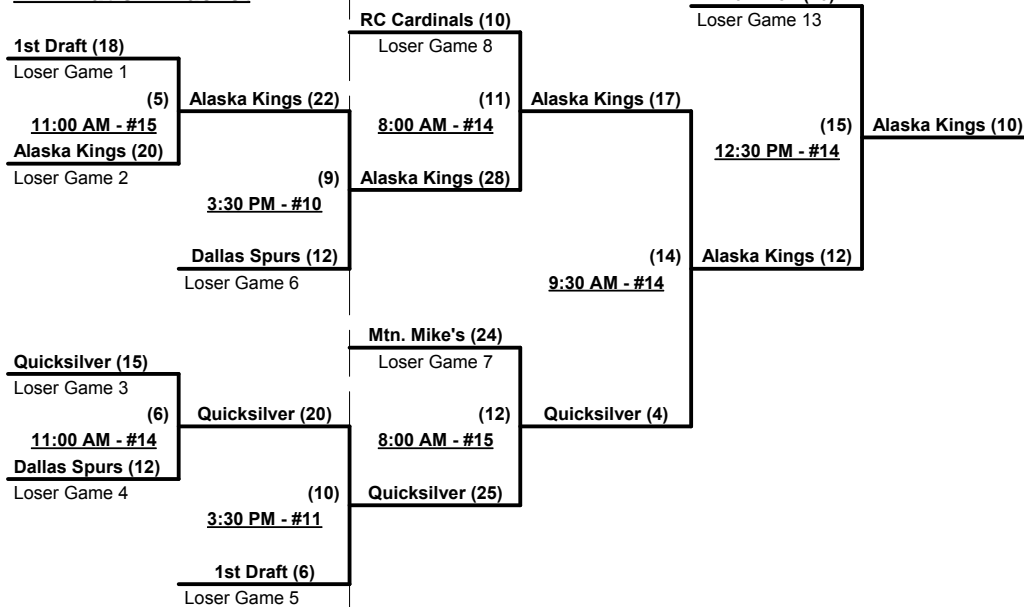 RC Cardinals (10)
Loser Game 8
Loser Game 13
1st Draft (18)
Loser Game 1
(5)
11:00 AM - #15
Alaska Kings (22)
(11)
8:00 AM - #14
Alaska Kings (17)
(15)
12:30 PM - #14
Alaska Kings (10)
Alaska Kings (20)
Loser Game 2
(9)
3:30 PM - #10
Alaska Kings (28)
Dallas Spurs (12)
Loser Game 6
(14)
9:30 AM - #14
Alaska Kings (12)
Mtn. Mike's (24)
Loser Game 7
Quicksilver (15)
Loser Game 3
(6)
11:00 AM - #14
Quicksilver (20)
(12)
8:00 AM - #15
Quicksilver (4)
Dallas Spurs (12)
Loser Game 4
(10)
3:30 PM - #11
Quicksilver (25)
1st Draft (6)
Loser Game 5